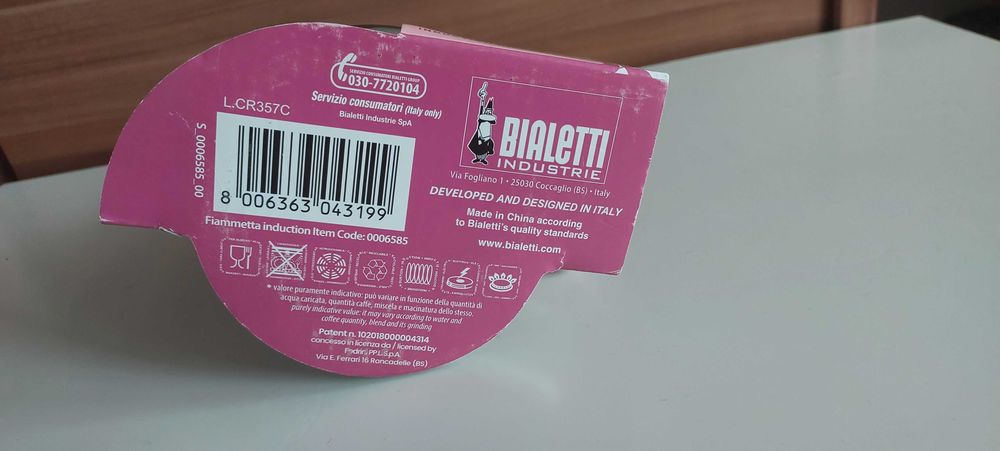 SERVIZIO CONSUMATORI BIALETTI GROUP
030-7720104
Servizio consumatori (Italy only)
Bialetti Industrie SpA
L.CR357C
S_0006585_00
8 006363 043199
Fiammetta induction Item Code: 0006585
BIALETTI
INDUSTRIE
Via Fogliano 1 • 25030 Coccaglio (BS) • Italy
DEVELOPED AND DESIGNED IN ITALY
Made in China according
to Bialetti's quality standards
www.bialetti.com
* valore puramente indicativo: può variare in funzione della quantità di
acqua caricata, quantità caffè, miscela e macinatura dello stesso.
parely indicative value: it may vary according to water and
coffee quantity, blend and its grinding
Patent n. 102018000004314
concesso in licenza da / licensed by
Pedrini PPL S.p.A.
Via E. Ferrari 16 Roncadelle (BS)